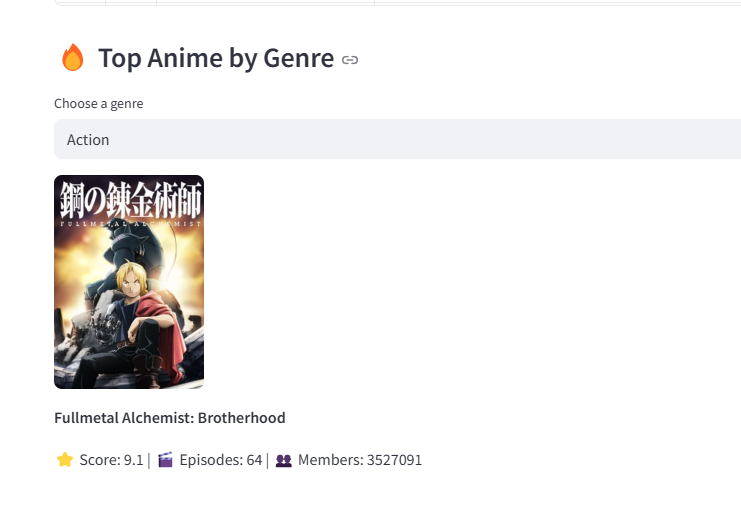 Top Anime by Genre
Choose a genre
Action
鋼の錬金術師
FULLMETAL ALCHEMIST
Fullmetal Alchemist: Brotherhood
Score: 9.1 | Episodes: 64 | Members: 3527091